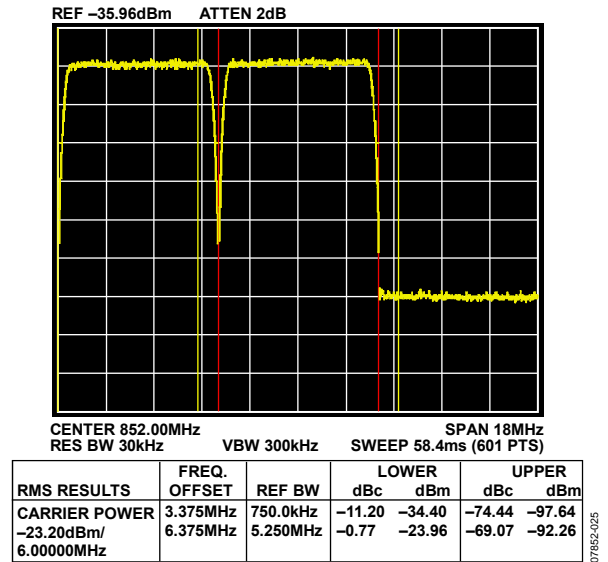 REF –35.96dBm ATTEN 2dB
CENTER 852.00MHz SPAN 18MHz
RES BW 30kHz VBW 300kHz SWEEP 58.4ms (601 PTS)
FREQ. LOWER UPPER
RMS RESULTS OFFSET REF BW dBc dBm dBc dBm
CARRIER POWER 3.375MHz 750.0kHz –11.20 –34.40 –74.44 –97.64
–23.20dBm/ 6.375MHz 5.250MHz –0.77 –23.96 –69.07 –92.26
6.00000MHz
07852-025